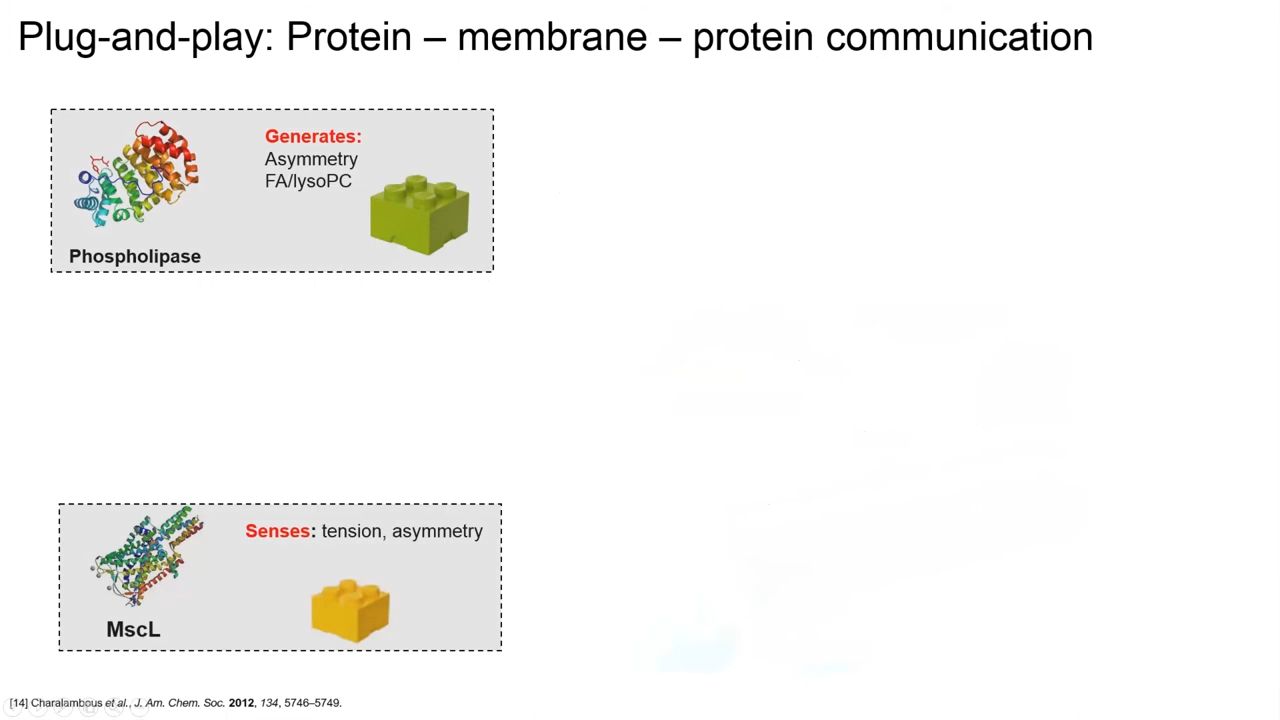 Plug-and-play: Protein – membrane – protein communication
Generates:
Asymmetry
FA/lysoPC
Phospholipase
Senses: tension, asymmetry
MscL
[14] Charalambous et al., J. Am. Chem. Soc. 2012, 134, 5746–5749.